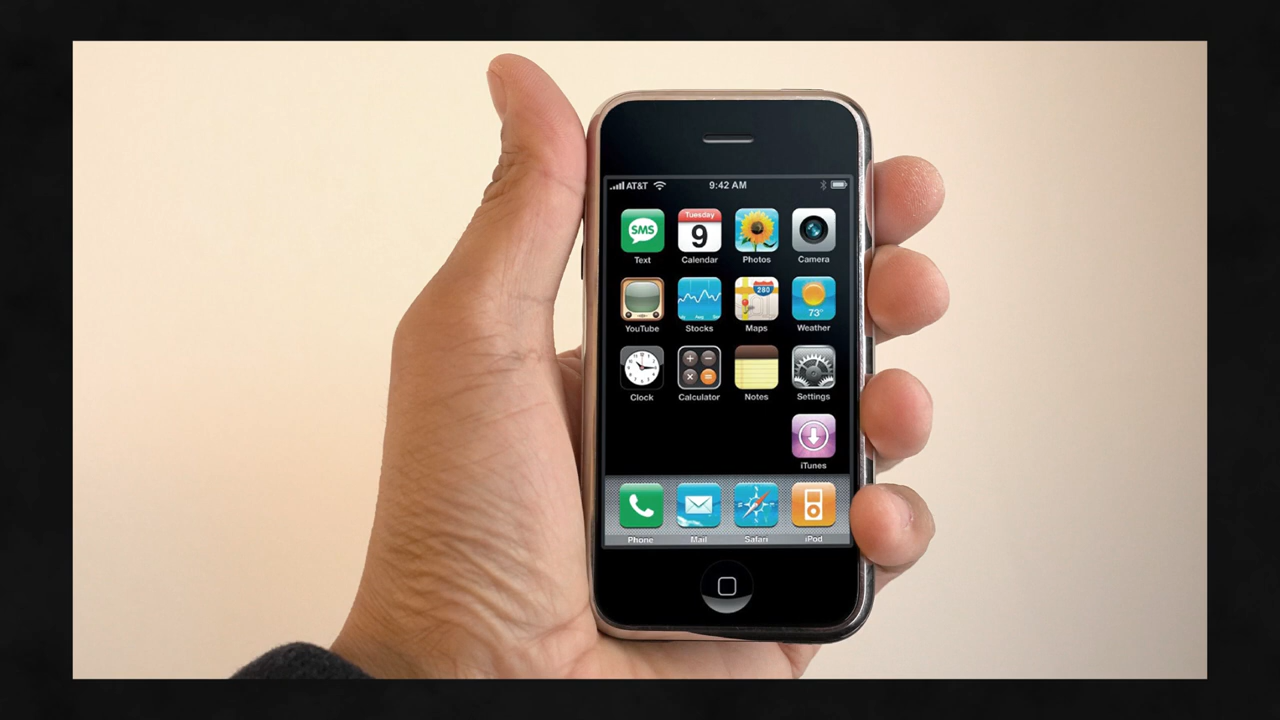 AT&T 9:42 AM
SMS Tuesday 9
Text Calendar Photos Camera
280 73°
YouTube Stocks Maps Weather
Clock Calculator Notes Settings
iTunes
Phone Mail Safari iPod